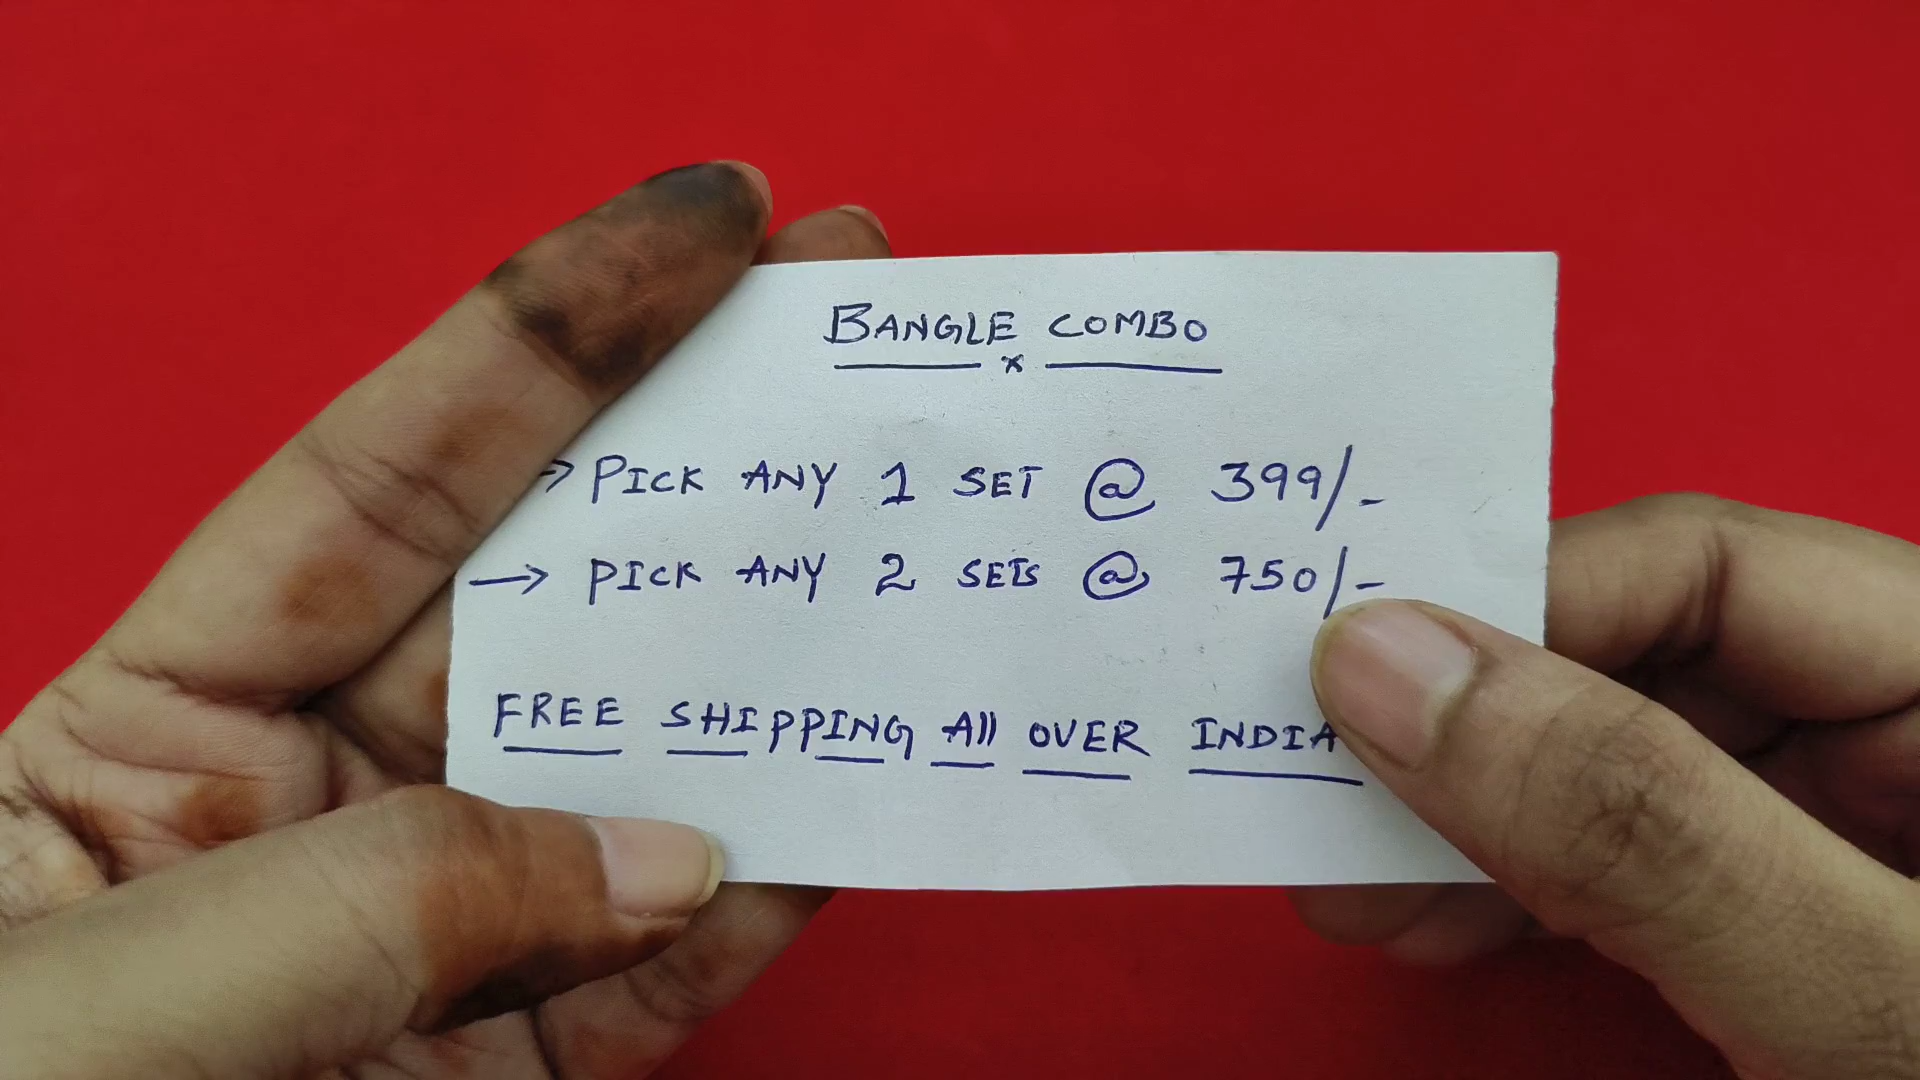 BANGLE COMBO
x
→ PICK ANY 1 SET @ 399/-
→ PICK ANY 2 SETS @ 750/-
FREE SHIPPING All OVER INDIA